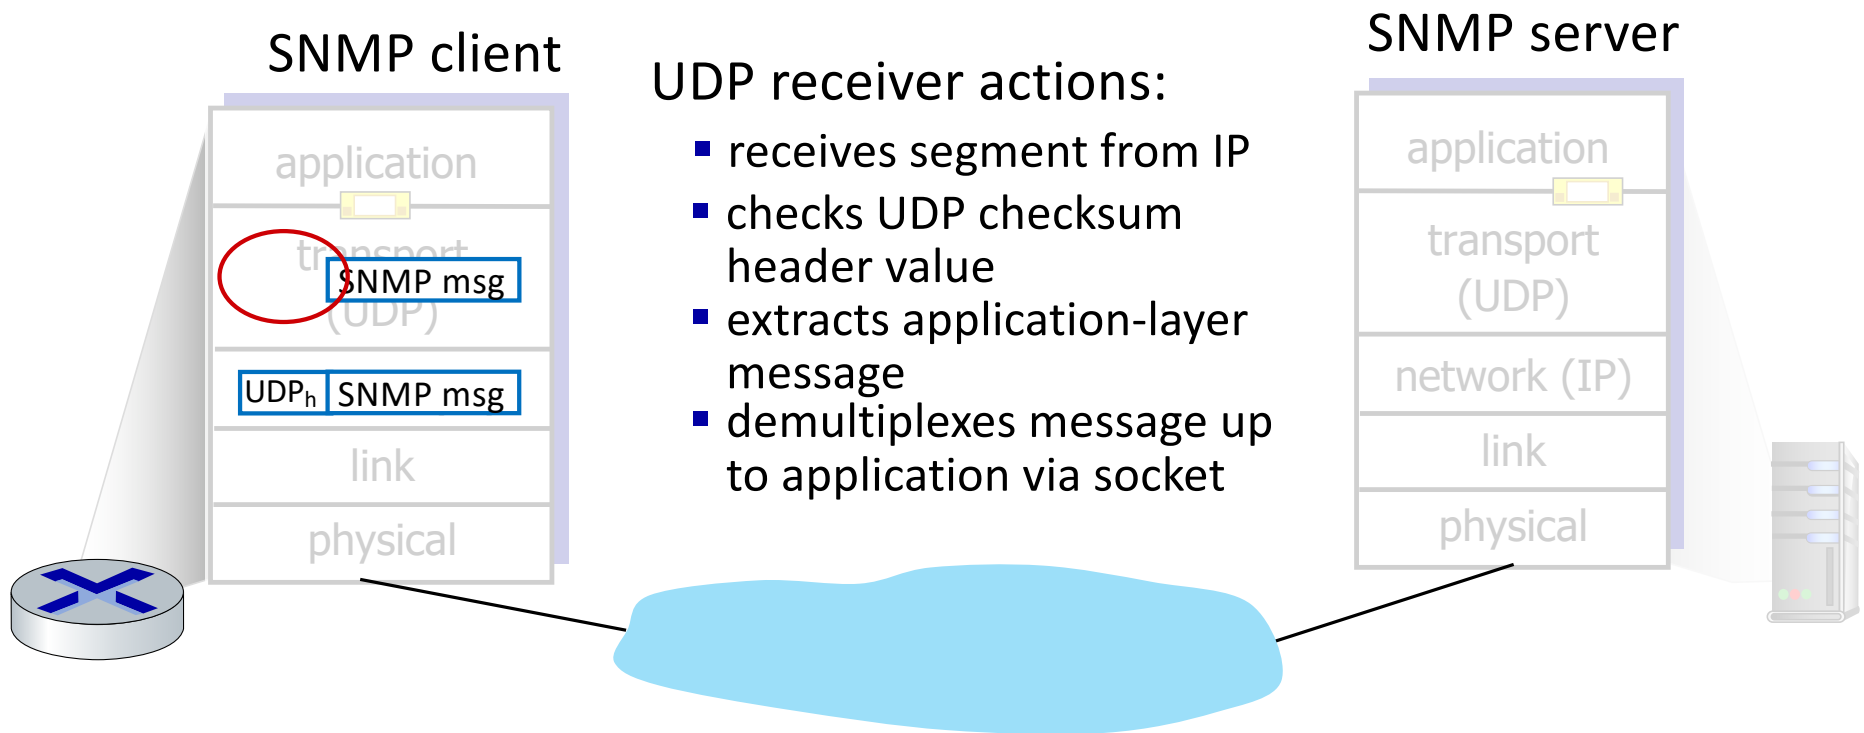 SNMP client
application
transport
SNMP msg
(UDP)
UDPh SNMP msg
link
physical
UDP receiver actions:
receives segment from IP
checks UDP checksum
header value
extracts application-layer
message
demultiplexes message up
to application via socket
SNMP server
application
transport
(UDP)
network (IP)
link
physical